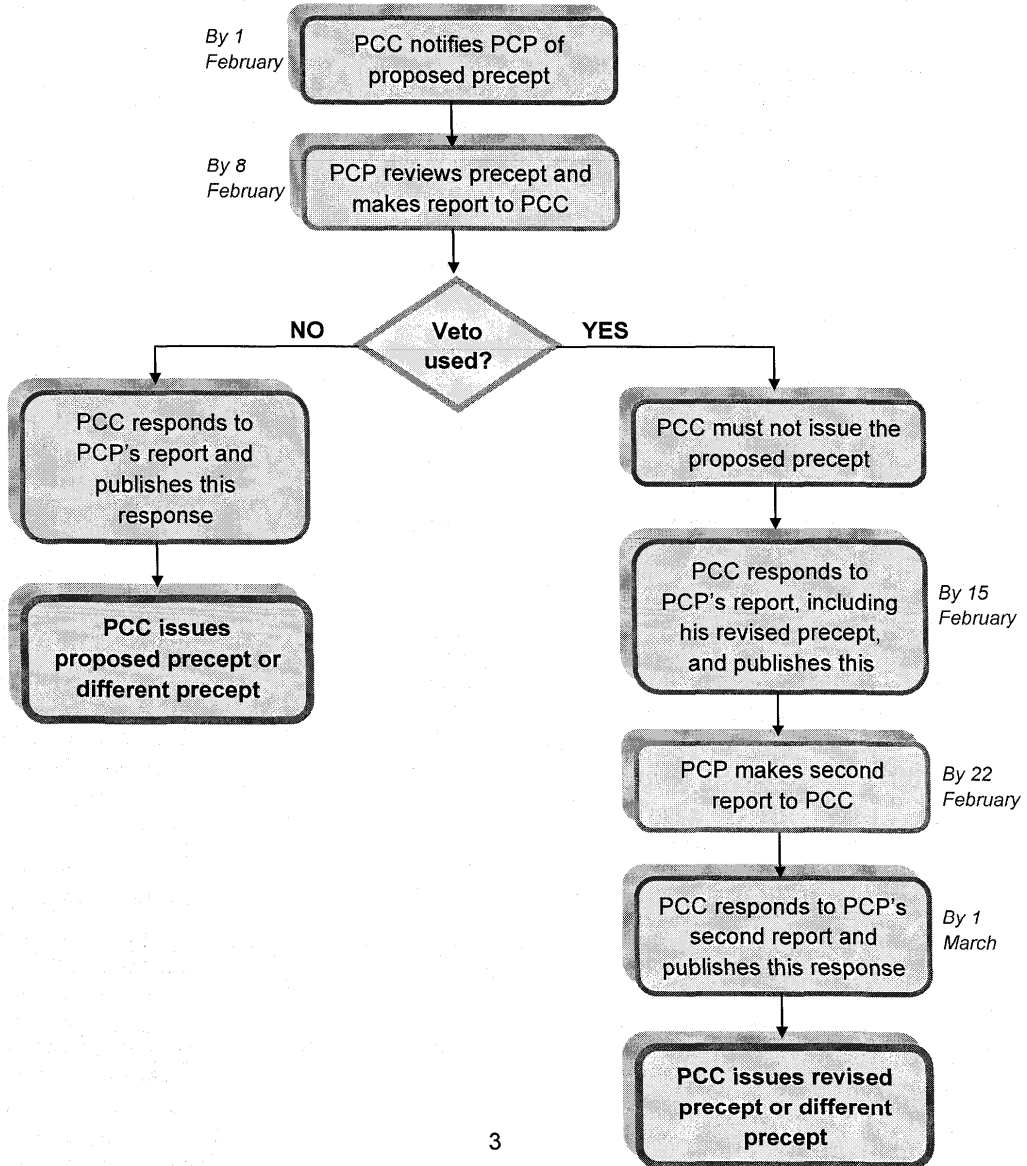 By 1
February
PCC notifies PCP of
proposed precept
By 8
February
PCP reviews precept and
makes report to PCC
Veto
used?
NO
YES
PCC responds to
PCP's report and
publishes this
response
PCC issues
proposed precept or
different precept
PCC must not issue the
proposed precept
PCC responds to
PCP's report, including
his revised precept,
and publishes this
By 15
February
PCP makes second
report to PCC
By 22
February
PCC responds to PCP's
second report and
publishes this response
By 1
March
PCC issues revised
precept or different
precept
3